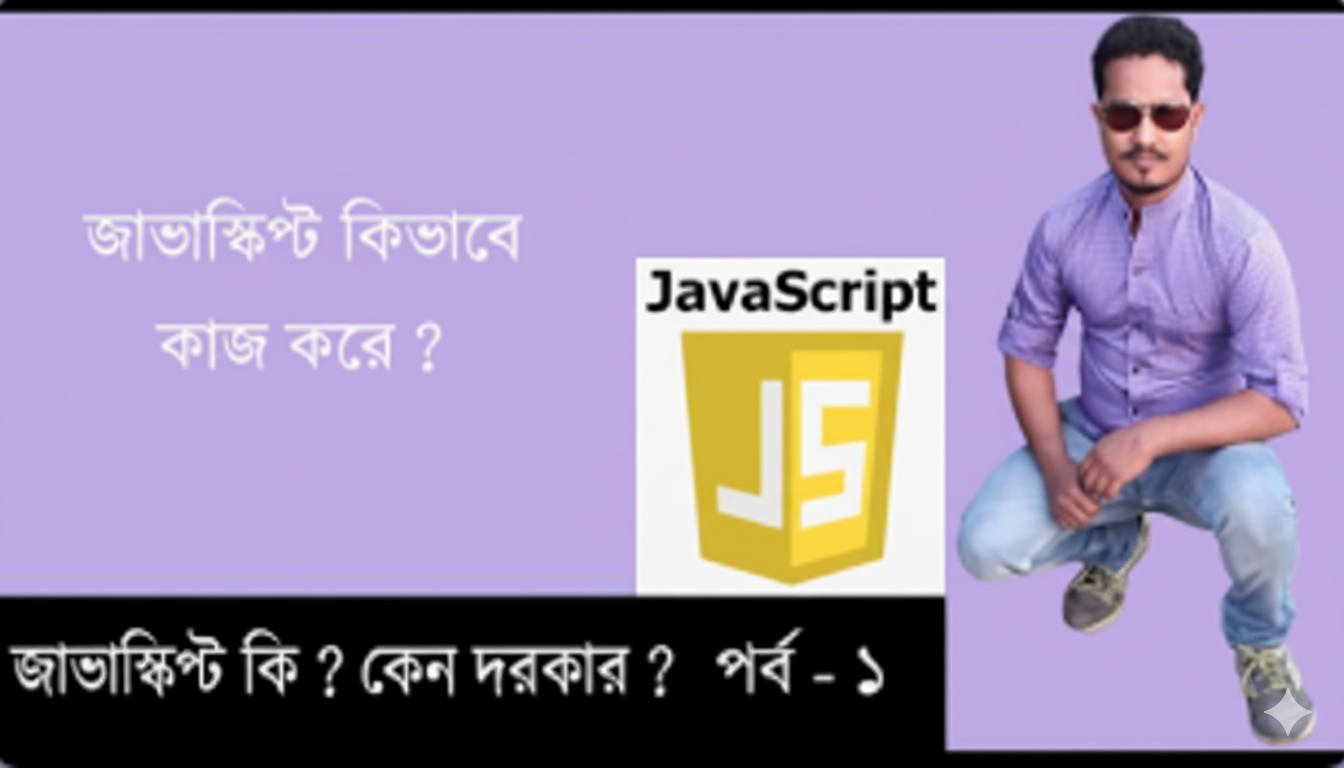 জাভাস্কিপ্ট কিভাবে
কাজ করে ?
JavaScript
JS
জাভাস্কিপ্ট কি ? কেন দরকার ? পর্ব - ১